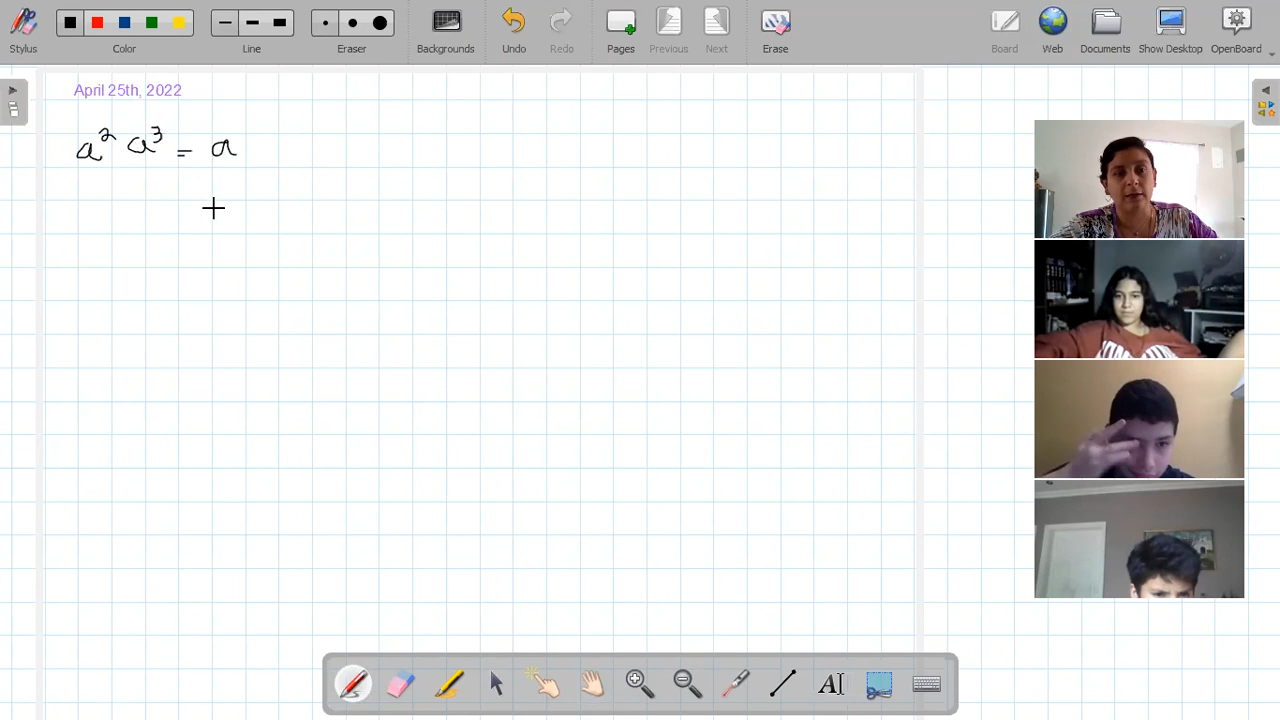 Stylus Color Line Eraser Backgrounds Undo Redo Pages Previous Next Erase Board Web Documents Show Desktop OpenBoard
April 25th, 2022
a² a³ = a
AI